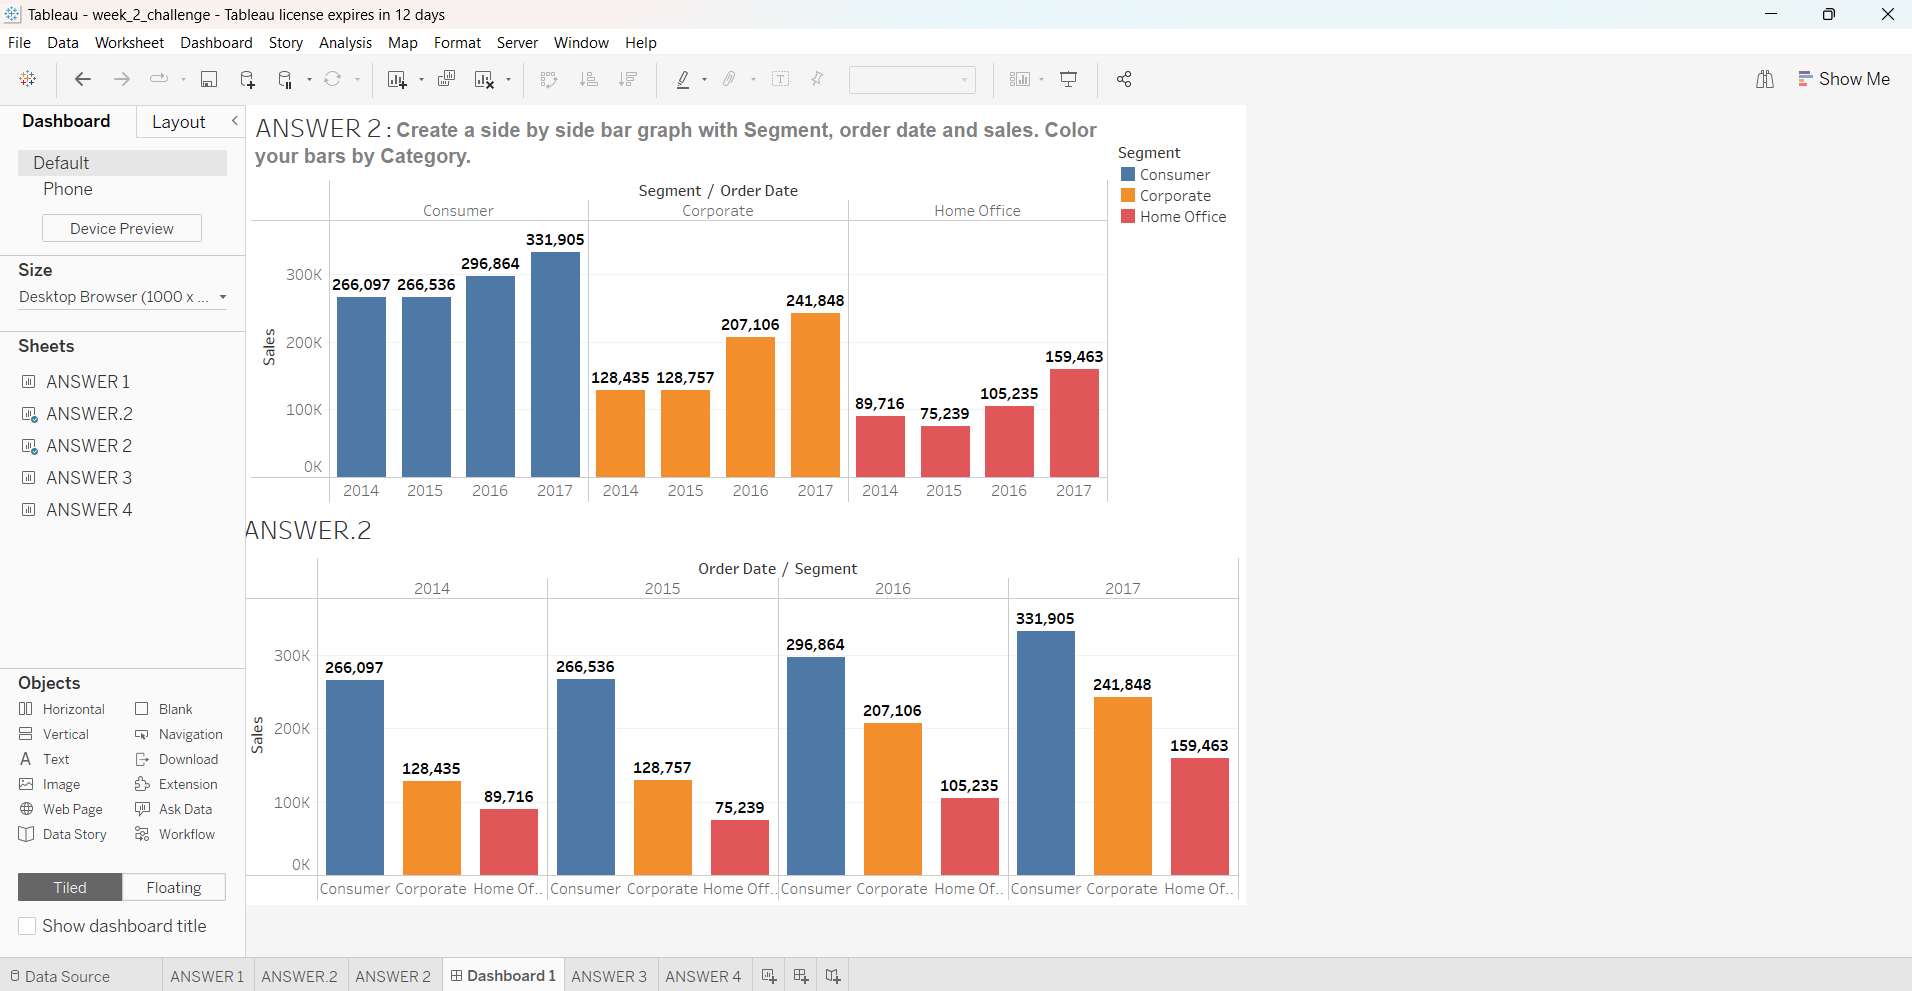 Tableau - week_2_challenge - Tableau license expires in 12 days
File Data Worksheet Dashboard Story Analysis Map Format Server Window Help
Show Me
Dashboard Layout
Default
Phone
Device Preview
Size
Desktop Browser (1000 x ...
Sheets
ANSWER 1
ANSWER.2
ANSWER 2
ANSWER 3
ANSWER 4
Objects
Horizontal Blank
Vertical Navigation
Text Download
Image Extension
Web Page Ask Data
Data Story Workflow
Tiled Floating
Show dashboard title
ANSWER 2 : Create a side by side bar graph with Segment, order date and sales. Color
your bars by Category.
Segment
Consumer
Corporate
Home Office
Segment / Order Date
Consumer Corporate Home Office
Sales
300K
200K
100K
0K
266,097 266,536 296,864 331,905
128,435 128,757 207,106 241,848
89,716 75,239 105,235 159,463
2014 2015 2016 2017 2014 2015 2016 2017 2014 2015 2016 2017
ANSWER.2
Order Date / Segment
2014 2015 2016 2017
Sales
300K
200K
100K
0K
266,097 128,435 89,716
266,536 128,757 75,239
296,864 207,106 105,235
331,905 241,848 159,463
Consumer Corporate Home Of.. Consumer Corporate Home Off.. Consumer Corporate Home Of.. Consumer Corporate Home Of..
Data Source ANSWER 1 ANSWER.2 ANSWER 2 Dashboard 1 ANSWER 3 ANSWER 4